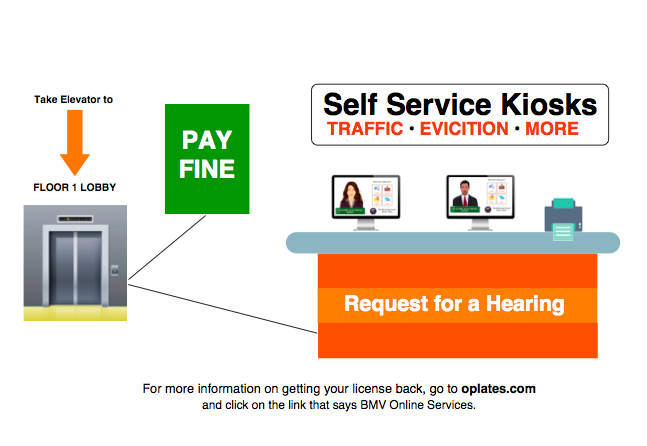 Take Elevator to
FLOOR 1 LOBBY
PAY
FINE
Self Service Kiosks
TRAFFIC • EVICITION • MORE
Request for a Hearing
For more information on getting your license back, go to oplates.com
and click on the link that says BMV Online Services.